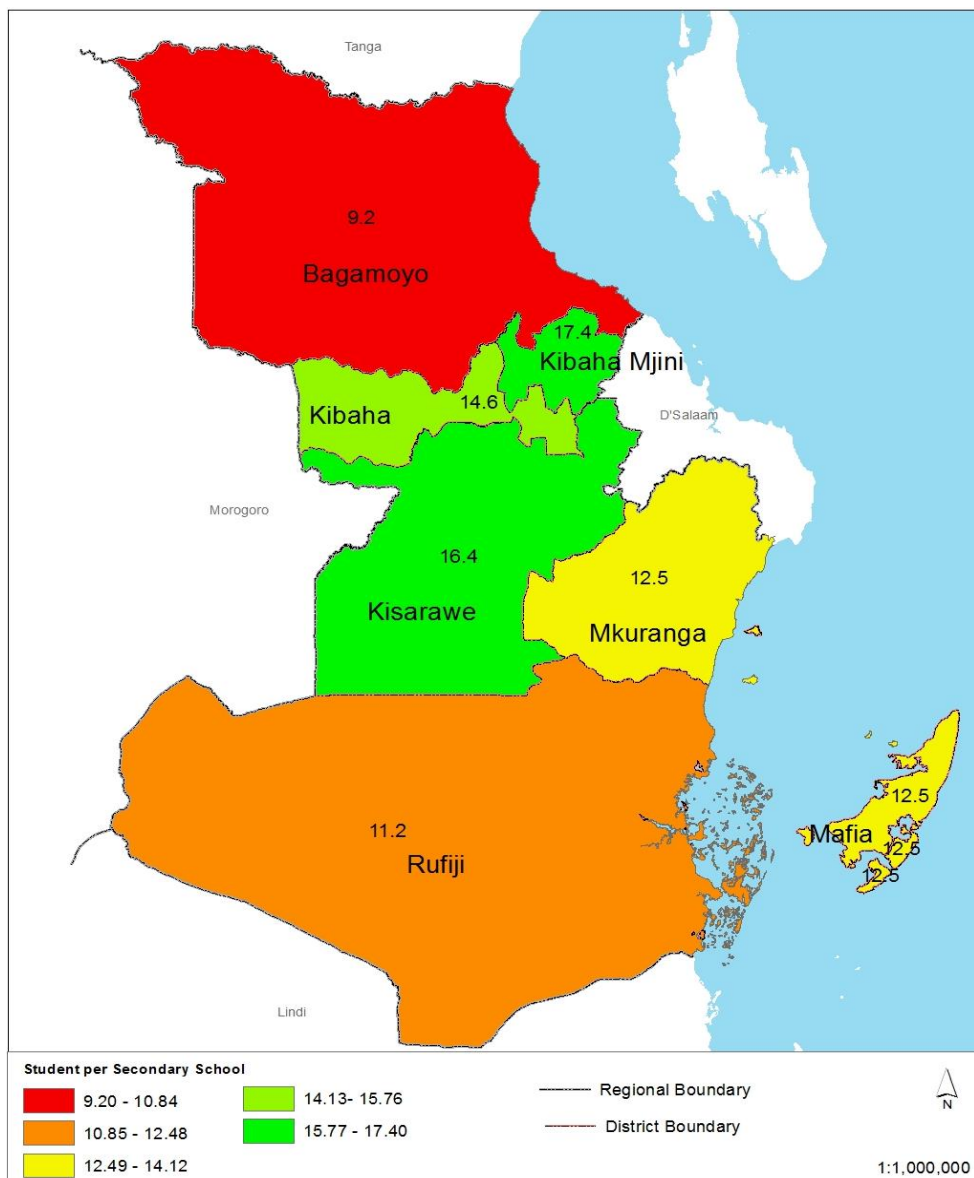 Tanga
9.2
Bagamoyo
17.4
Kibaha Mjini
14.6
Kibaha
D'Salaam
Morogoro
16.4
12.5
Kisarawe
Mkuranga
12.5
11.2
Mafia
12.5
Rufiji
12.5
Lindi
Student per Secondary School
9.20 - 10.84
10.85 - 12.48
12.49 - 14.12
14.13- 15.76
15.77 - 17.40
Regional Boundary
District Boundary
N
1:1,000,000